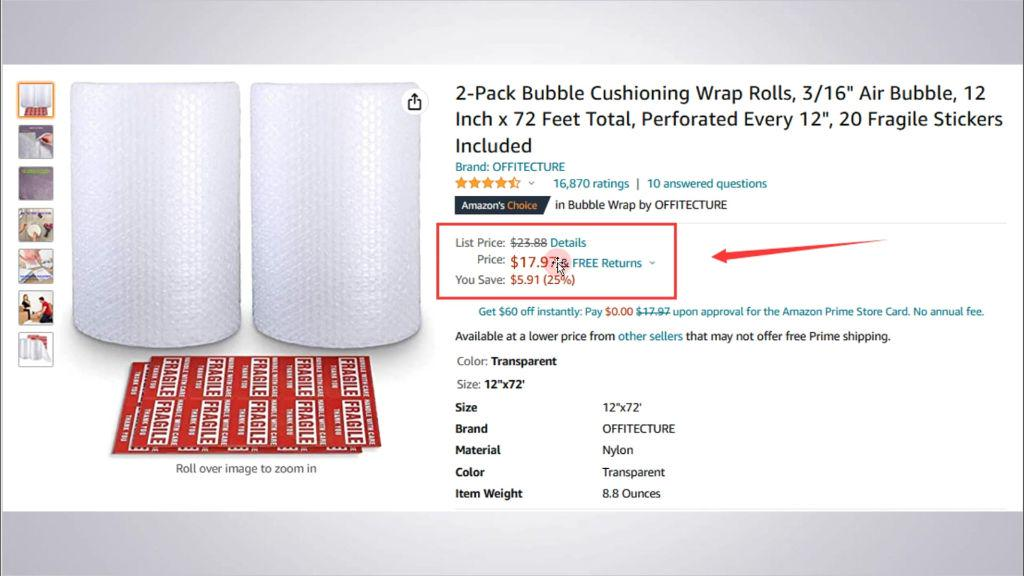 2-Pack Bubble Cushioning Wrap Rolls, 3/16" Air Bubble, 12
Inch x 72 Feet Total, Perforated Every 12", 20 Fragile Stickers
Included
Brand: OFFITECTURE
16,870 ratings | 10 answered questions
Amazon's Choice in Bubble Wrap by OFFITECTURE
List Price: $23.88 Details
Price: $17.97 & FREE Returns
You Save: $5.91 (25%)
Get $60 off instantly: Pay $0.00 $17.97 upon approval for the Amazon Prime Store Card. No annual fee.
Available at a lower price from other sellers that may not offer free Prime shipping.
Color: Transparent
Size: 12"x72'
Size 12"x72'
Brand OFFITECTURE
Material Nylon
Color Transparent
Item Weight 8.8 Ounces
FRAGILE
HANDLE WITH CARE
THANK YOU
Roll over image to zoom in